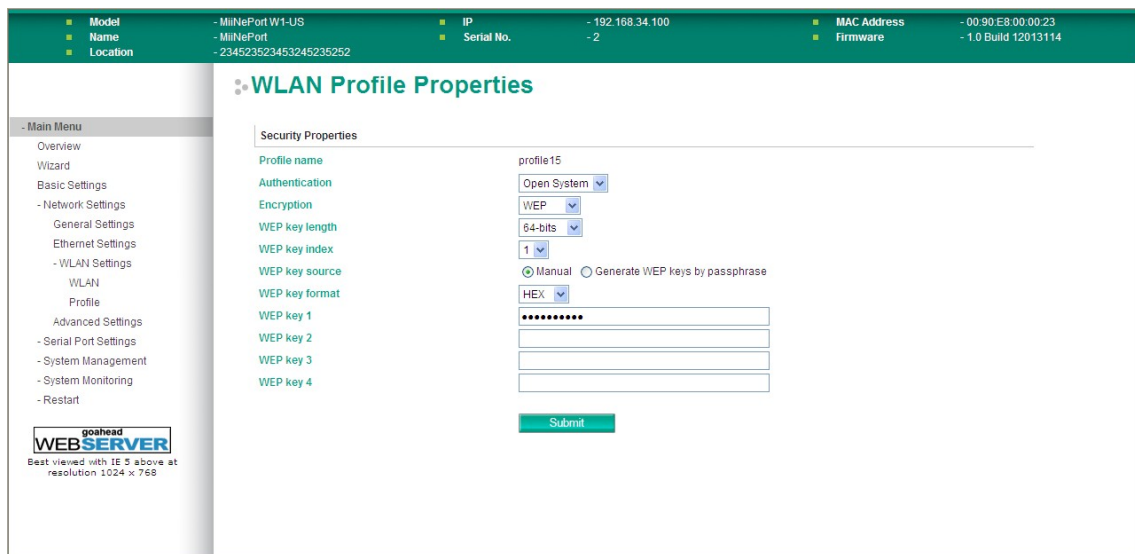 Model - MiiNePort W1-US IP - 192.168.34.100 MAC Address - 00:90:E8:00:00:23
Name - MiiNePort Serial No. - 2 Firmware - 1.0 Build 12013114
Location - 234523523453245235252
WLAN Profile Properties
- Main Menu
Overview
Wizard
Basic Settings
- Network Settings
General Settings
Ethernet Settings
- WLAN Settings
WLAN
Profile
Advanced Settings
- Serial Port Settings
- System Management
- System Monitoring
- Restart
goahead
WEBSERVER
Best viewed with IE 5 above at
resolution 1024 x 768
Security Properties
Profile name profile15
Authentication Open System
Encryption WEP
WEP key length 64-bits
WEP key index 1
WEP key source Manual Generate WEP keys by passphrase
WEP key format HEX
WEP key 1 ••••••••••
WEP key 2
WEP key 3
WEP key 4
Submit